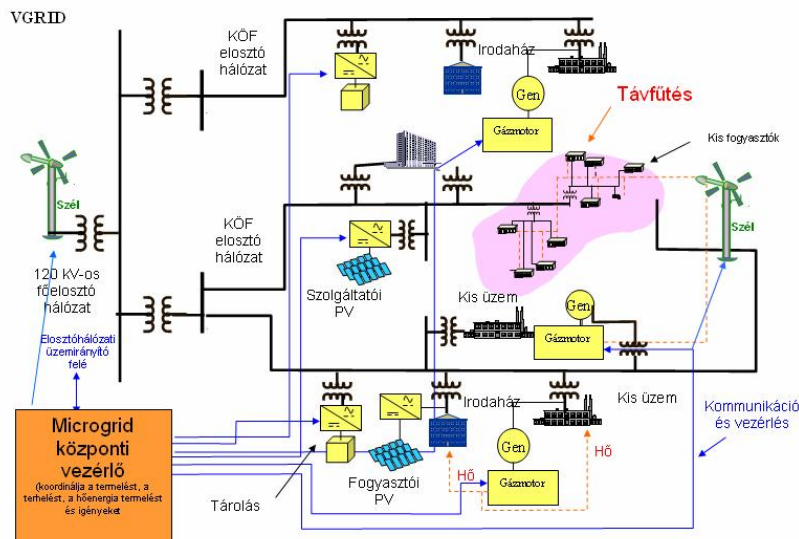 VGRID
KÖF
elosztó
hálózat
Irodaház
Gen
Gázmotor
Távfűtés
Kis fogyasztók
Szél
Szél
120 KV-os
főelosztó
hálózat
KÖF
elosztó
hálózat
Szolgáltatói
PV
Kis üzem
Gen
Gázmotor
Elosztóhálózati
üzemirányító
felé
Microgrid
központi
vezérlő
(koordinálja a termelést, a
terhelést, a hőenergia termelést
és igényeket
Tárolás
Fogyasztói
PV
Irodaház
Gen
Gázmotor
Hő
Hő
Kis üzem
Kommunikáció
és vezérlés